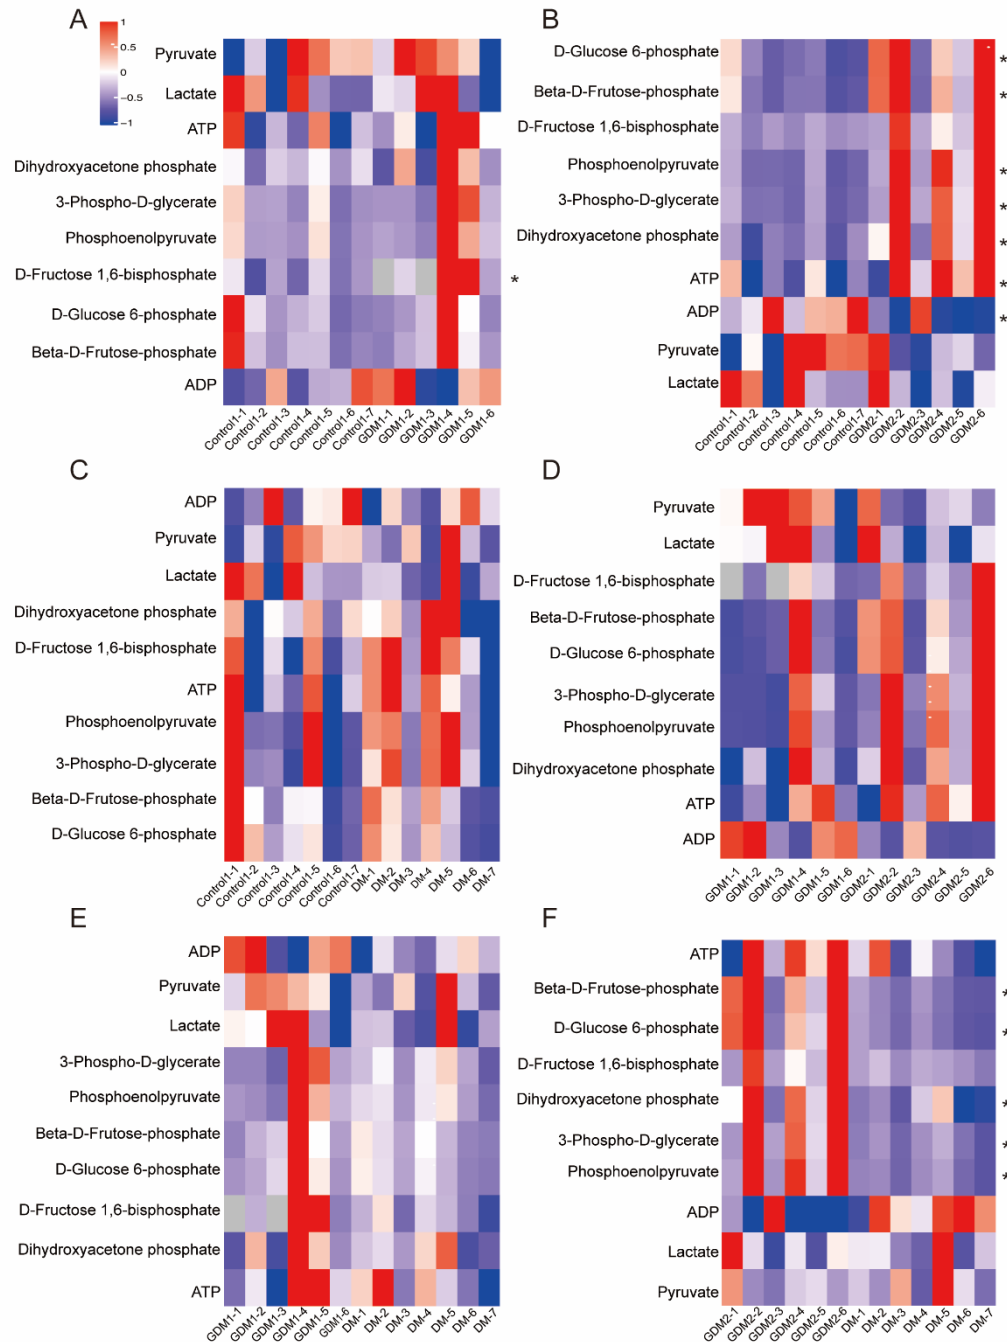 A
1
0.5
0
−0.5
−1
Pyruvate
Lactate
ATP
Dihydroxyacetone phosphate
3-Phospho-D-glycerate
Phosphoenolpyruvate
D-Fructose 1,6-bisphosphate
*
D-Glucose 6-phosphate
Beta-D-Frutose-phosphate
ADP
Control1-1 Control1-2 Control1-3 Control1-4 Control1-5 Control1-6 Control1-7 GDM1-1 GDM1-2 GDM1-3 GDM1-4 GDM1-5 GDM1-6
B
D-Glucose 6-phosphate *
Beta-D-Frutose-phosphate *
D-Fructose 1,6-bisphosphate
Phosphoenolpyruvate *
3-Phospho-D-glycerate *
Dihydroxyacetone phosphate *
ATP *
ADP *
Pyruvate
Lactate
Control1-1 Control1-2 Control1-3 Control1-4 Control1-5 Control1-6 Control1-7 GDM2-1 GDM2-2 GDM2-3 GDM2-4 GDM2-5 GDM2-6
C
ADP
Pyruvate
Lactate
Dihydroxyacetone phosphate
D-Fructose 1,6-bisphosphate
ATP
Phosphoenolpyruvate
3-Phospho-D-glycerate
Beta-D-Frutose-phosphate
D-Glucose 6-phosphate
Control1-1 Control1-2 Control1-3 Control1-4 Control1-5 Control1-6 Control1-7 DM-1 DM-2 DM-3 DM-4 DM-5 DM-6 DM-7
D
Pyruvate
Lactate
D-Fructose 1,6-bisphosphate
Beta-D-Frutose-phosphate
D-Glucose 6-phosphate
3-Phospho-D-glycerate
Phosphoenolpyruvate
Dihydroxyacetone phosphate
ATP
ADP
GDM1-1 GDM1-2 GDM1-3 GDM1-4 GDM1-5 GDM1-6 GDM2-1 GDM2-2 GDM2-3 GDM2-4 GDM2-5 GDM2-6
E
ADP
Pyruvate
Lactate
3-Phospho-D-glycerate
Phosphoenolpyruvate
Beta-D-Frutose-phosphate
D-Glucose 6-phosphate
D-Fructose 1,6-bisphosphate
Dihydroxyacetone phosphate
ATP
GDM1-1 GDM1-2 GDM1-3 GDM1-4 GDM1-5 GDM1-6 DM-1 DM-2 DM-3 DM-4 DM-5 DM-6 DM-7
F
ATP
Beta-D-Frutose-phosphate *
D-Glucose 6-phosphate *
D-Fructose 1,6-bisphosphate
Dihydroxyacetone phosphate *
3-Phospho-D-glycerate *
Phosphoenolpyruvate *
ADP
Lactate
Pyruvate
GDM2-1 GDM2-2 GDM2-3 GDM2-4 GDM2-5 GDM2-6 DM-1 DM-2 DM-3 DM-4 DM-5 DM-6 DM-7